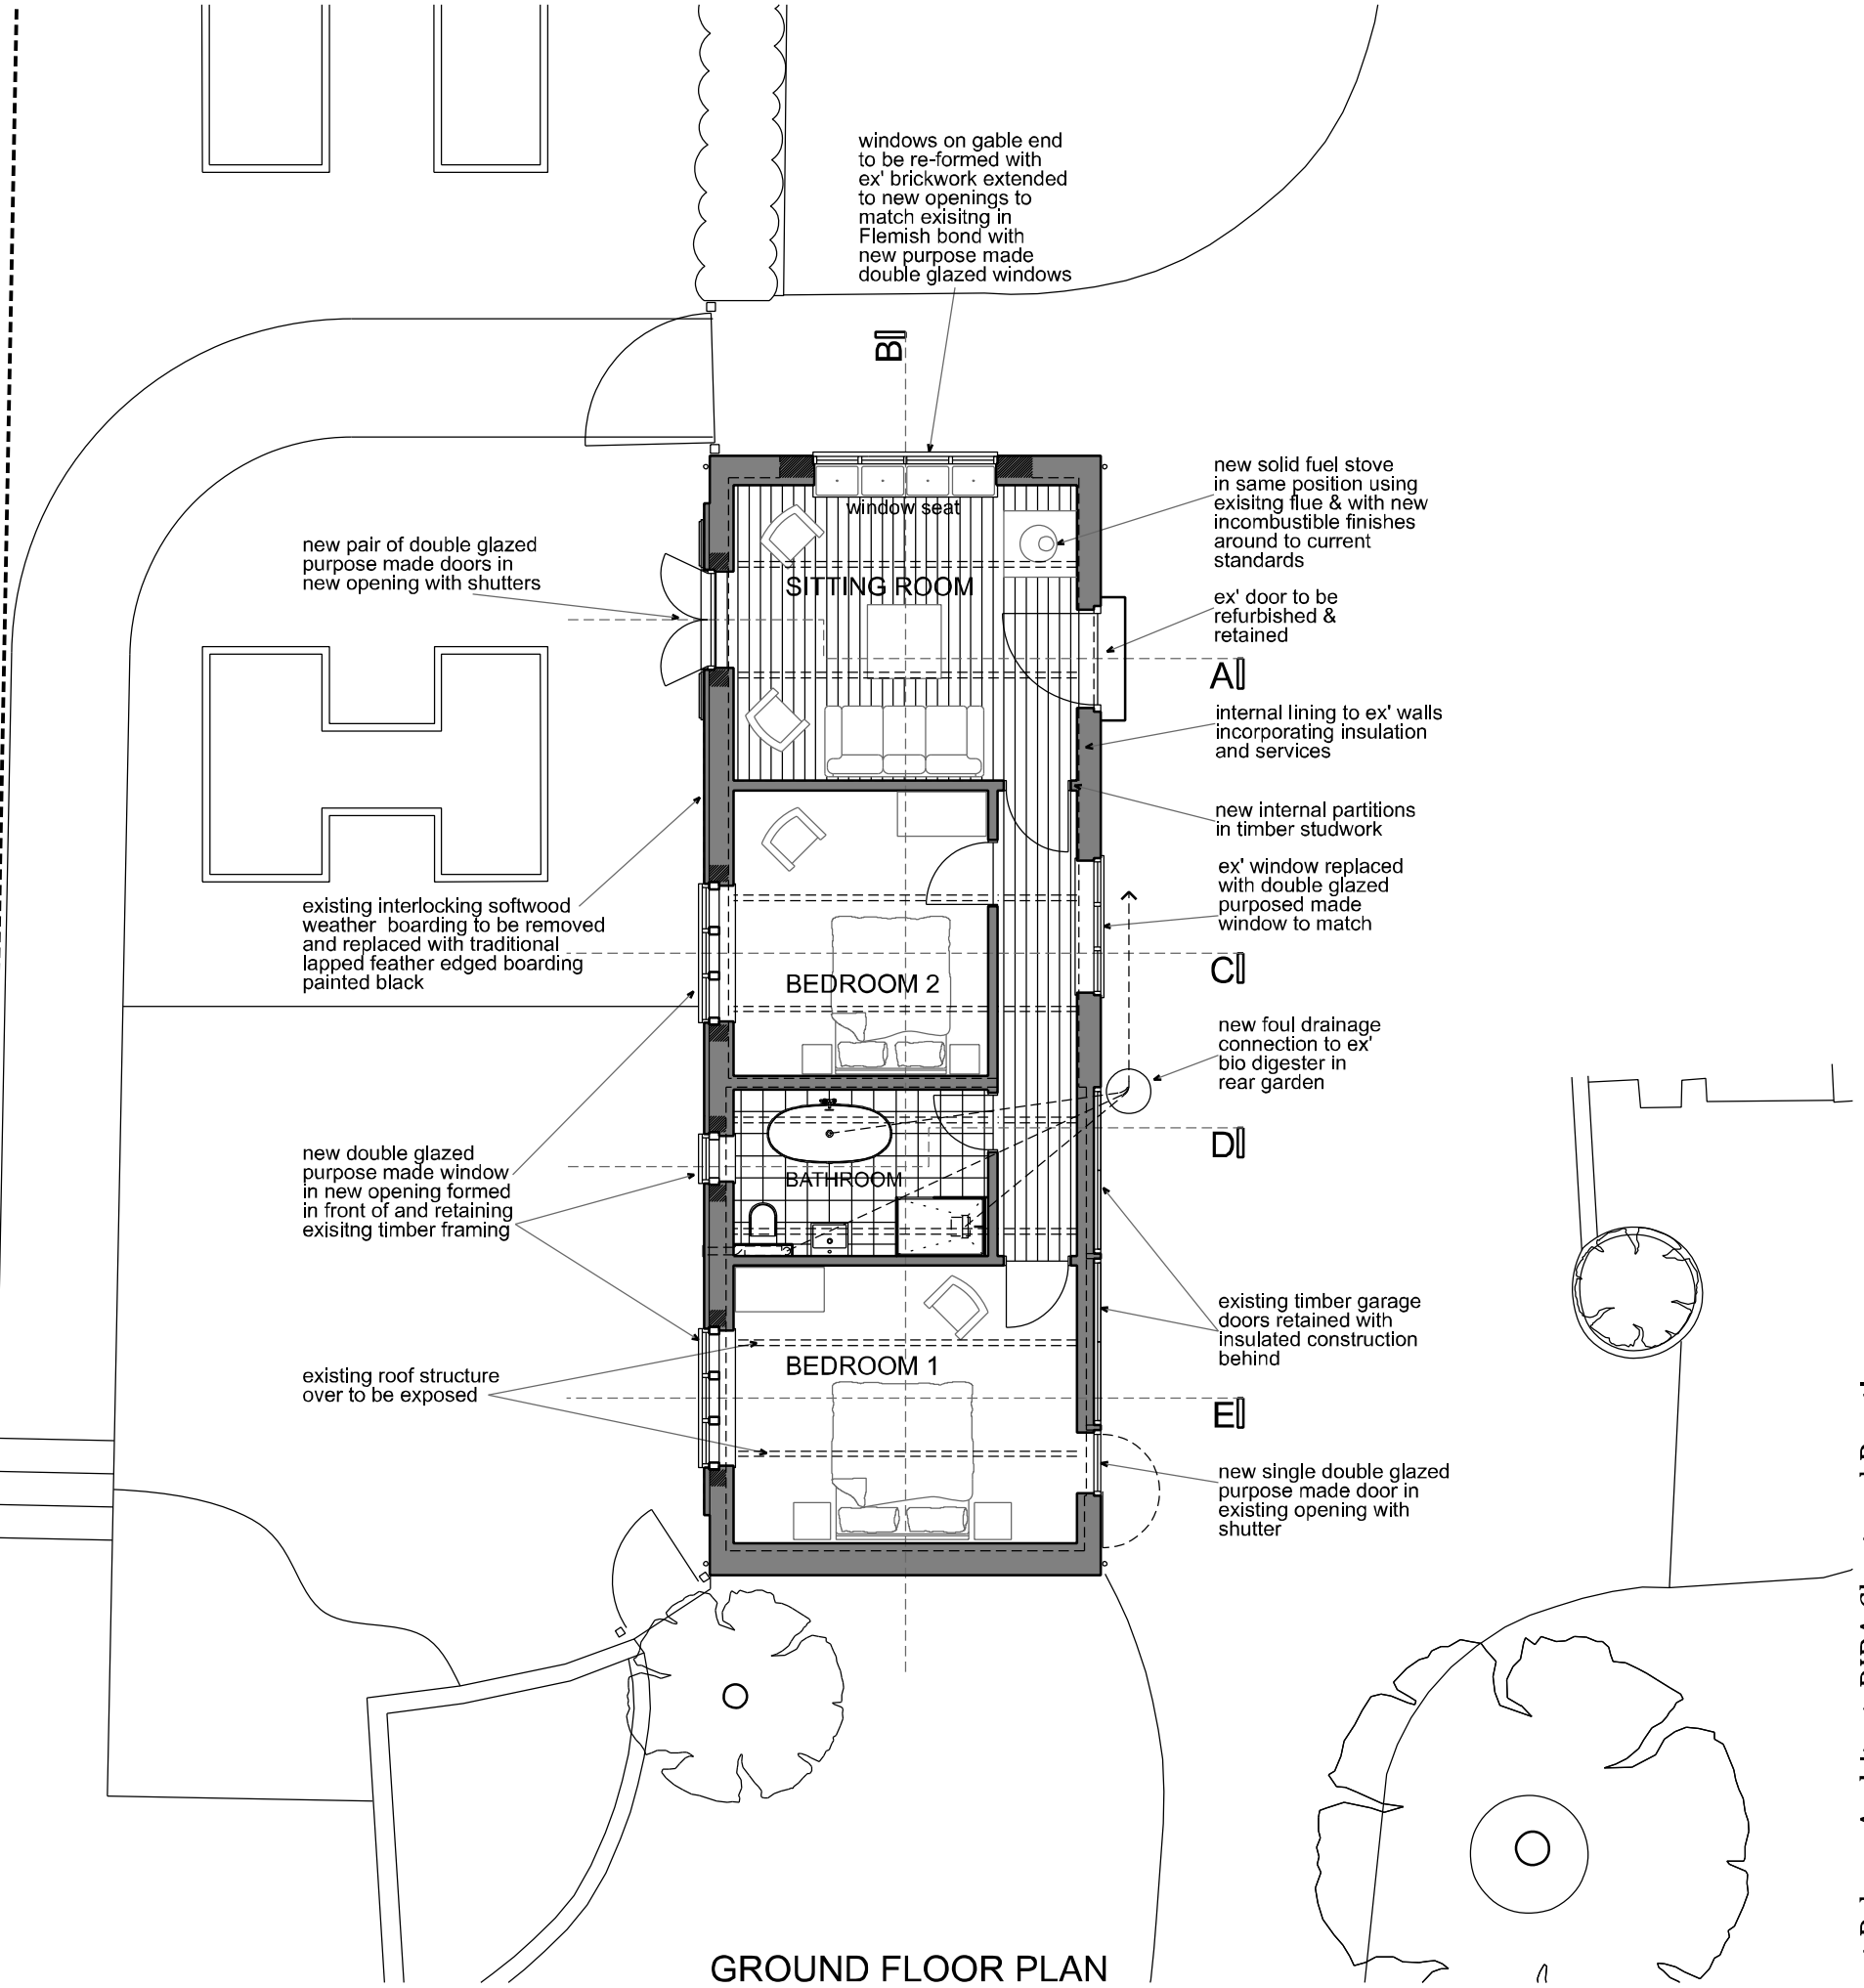 windows on gable end
to be re-formed with
ex' brickwork extended
to new openings to
match exisitng in
Flemish bond with
new purpose made
double glazed windows
B
new solid fuel stove
in same position using
exisitng flue & with new
incombustible finishes
around to current
standards
window seat
new pair of double glazed
purpose made doors in
new opening with shutters
SITTING ROOM
ex' door to be
refurbished &
retained
A
internal lining to ex' walls
incorporating insulation
and services
new internal partitions
in timber studwork
ex' window replaced
with double glazed
purposed made
window to match
existing interlocking softwood
weather boarding to be removed
and replaced with traditional
lapped feather edged boarding
painted black
C
BEDROOM 2
new foul drainage
connection to ex'
bio digester in
rear garden
D
new double glazed
purpose made window
in new opening formed
in front of and retaining
exisitng timber framing
BATHROOM
existing timber garage
doors retained with
insulated construction
behind
BEDROOM 1
existing roof structure
over to be exposed
E
new single double glazed
purpose made door in
existing opening with
shutter
GROUND FLOOR PLAN